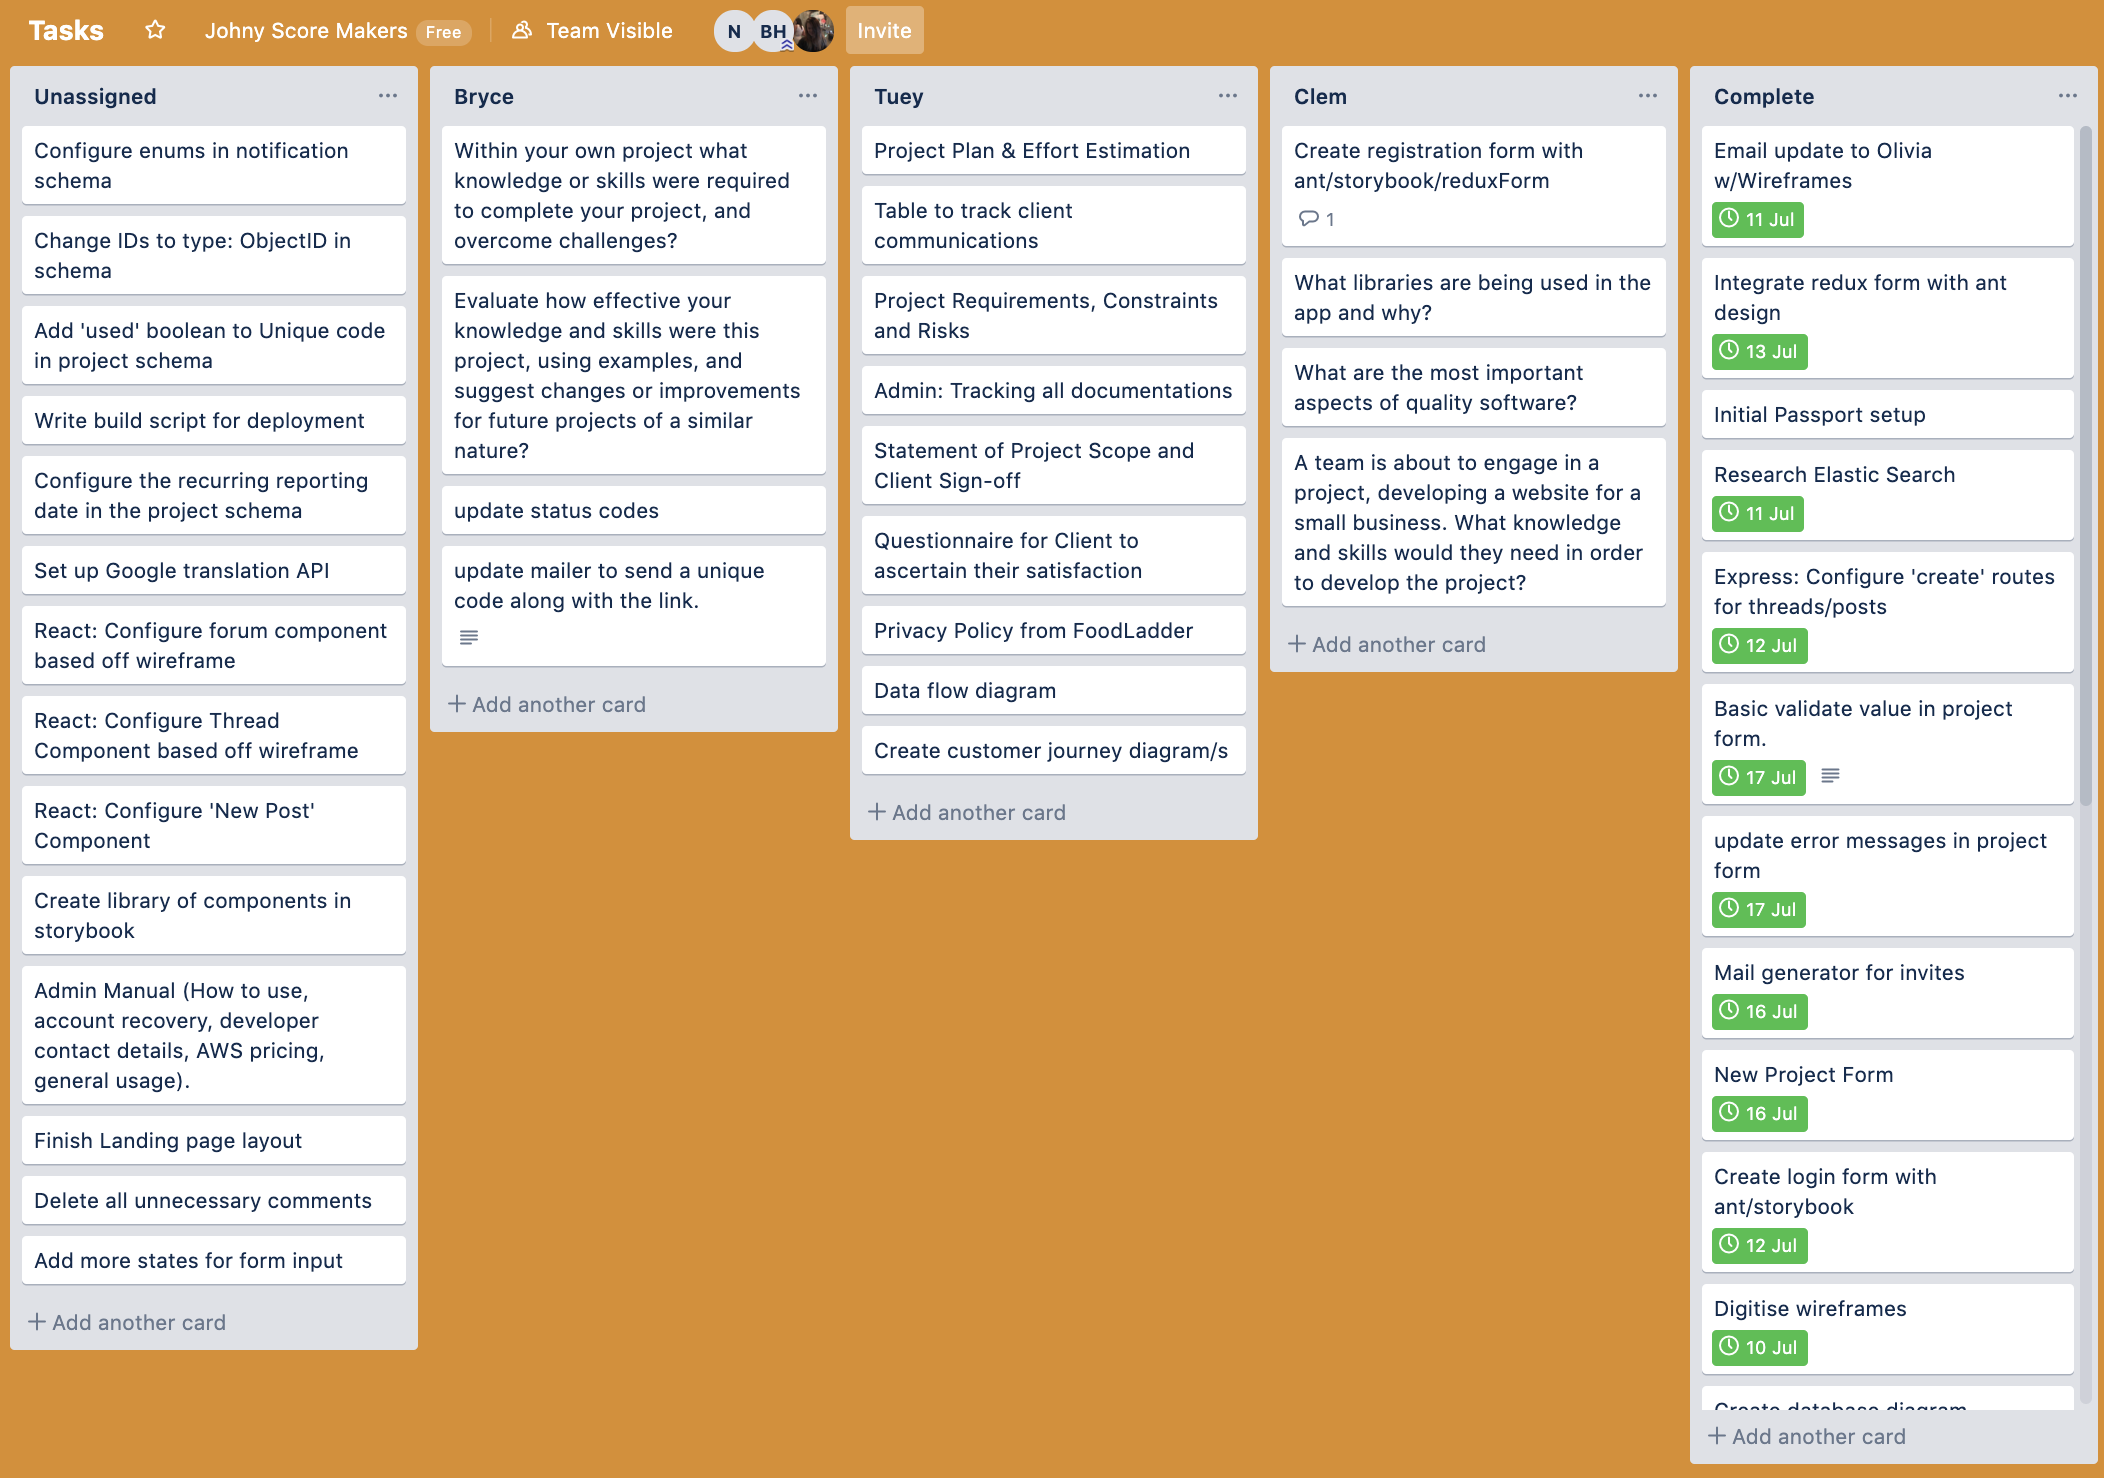 Tasks
Johny Score Makers Free
Team Visible
N
BH
Invite
Unassigned
Configure enums in notification
schema
Change IDs to type: ObjectID in
schema
Add 'used' boolean to Unique code
in project schema
Write build script for deployment
Configure the recurring reporting
date in the project schema
Set up Google translation API
React: Configure forum component
based off wireframe
React: Configure Thread
Component based off wireframe
React: Configure 'New Post'
Component
Create library of components in
storybook
Admin Manual (How to use,
account recovery, developer
contact details, AWS pricing,
general usage).
Finish Landing page layout
Delete all unnecessary comments
Add more states for form input
+ Add another card
Bryce
Within your own project what
knowledge or skills were required
to complete your project, and
overcome challenges?
Evaluate how effective your
knowledge and skills were this
project, using examples, and
suggest changes or improvements
for future projects of a similar
nature?
update status codes
update mailer to send a unique
code along with the link.
+ Add another card
Tuey
Project Plan & Effort Estimation
Table to track client
communications
Project Requirements, Constraints
and Risks
Admin: Tracking all documentations
Statement of Project Scope and
Client Sign-off
Questionnaire for Client to
ascertain their satisfaction
Privacy Policy from FoodLadder
Data flow diagram
Create customer journey diagram/s
+ Add another card
Clem
Create registration form with
ant/storybook/reduxForm
1
What libraries are being used in the
app and why?
What are the most important
aspects of quality software?
A team is about to engage in a
project, developing a website for a
small business. What knowledge
and skills would they need in order
to develop the project?
+ Add another card
Complete
Email update to Olivia
w/Wireframes
11 Jul
Integrate redux form with ant
design
13 Jul
Initial Passport setup
Research Elastic Search
11 Jul
Express: Configure 'create' routes
for threads/posts
12 Jul
Basic validate value in project
form.
17 Jul
update error messages in project
form
17 Jul
Mail generator for invites
16 Jul
New Project Form
16 Jul
Create login form with
ant/storybook
12 Jul
Digitise wireframes
10 Jul
Create database diagram
+ Add another card